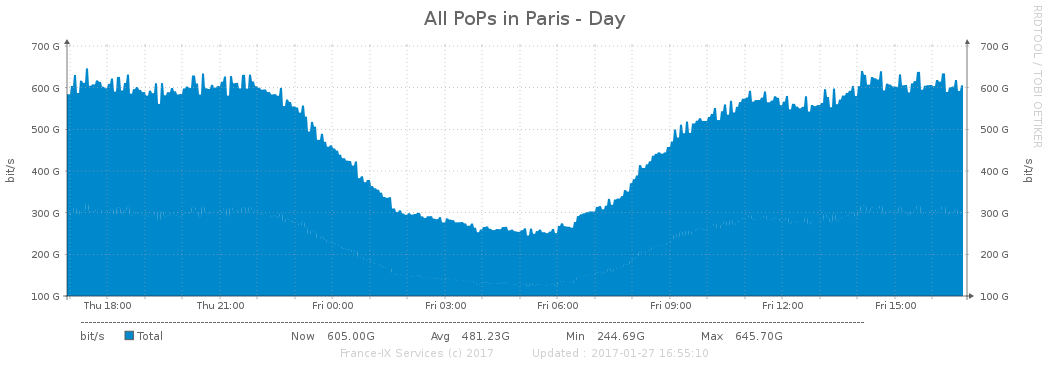 All PoPs in Paris - Day
RRDTOOL / TOBI OETIKER
700 G 700 G
600 G 600 G
500 G 500 G
400 G 400 G
300 G 300 G
200 G 200 G
100 G 100 G
bit/s bit/s
Thu 18:00 Thu 21:00 Fri 00:00 Fri 03:00 Fri 06:00 Fri 09:00 Fri 12:00 Fri 15:00
bit/s Total Now 605.00G Avg 481.23G Min 244.69G Max 645.70G
France-IX Services (c) 2017 Updated : 2017-01-27 16:55:10